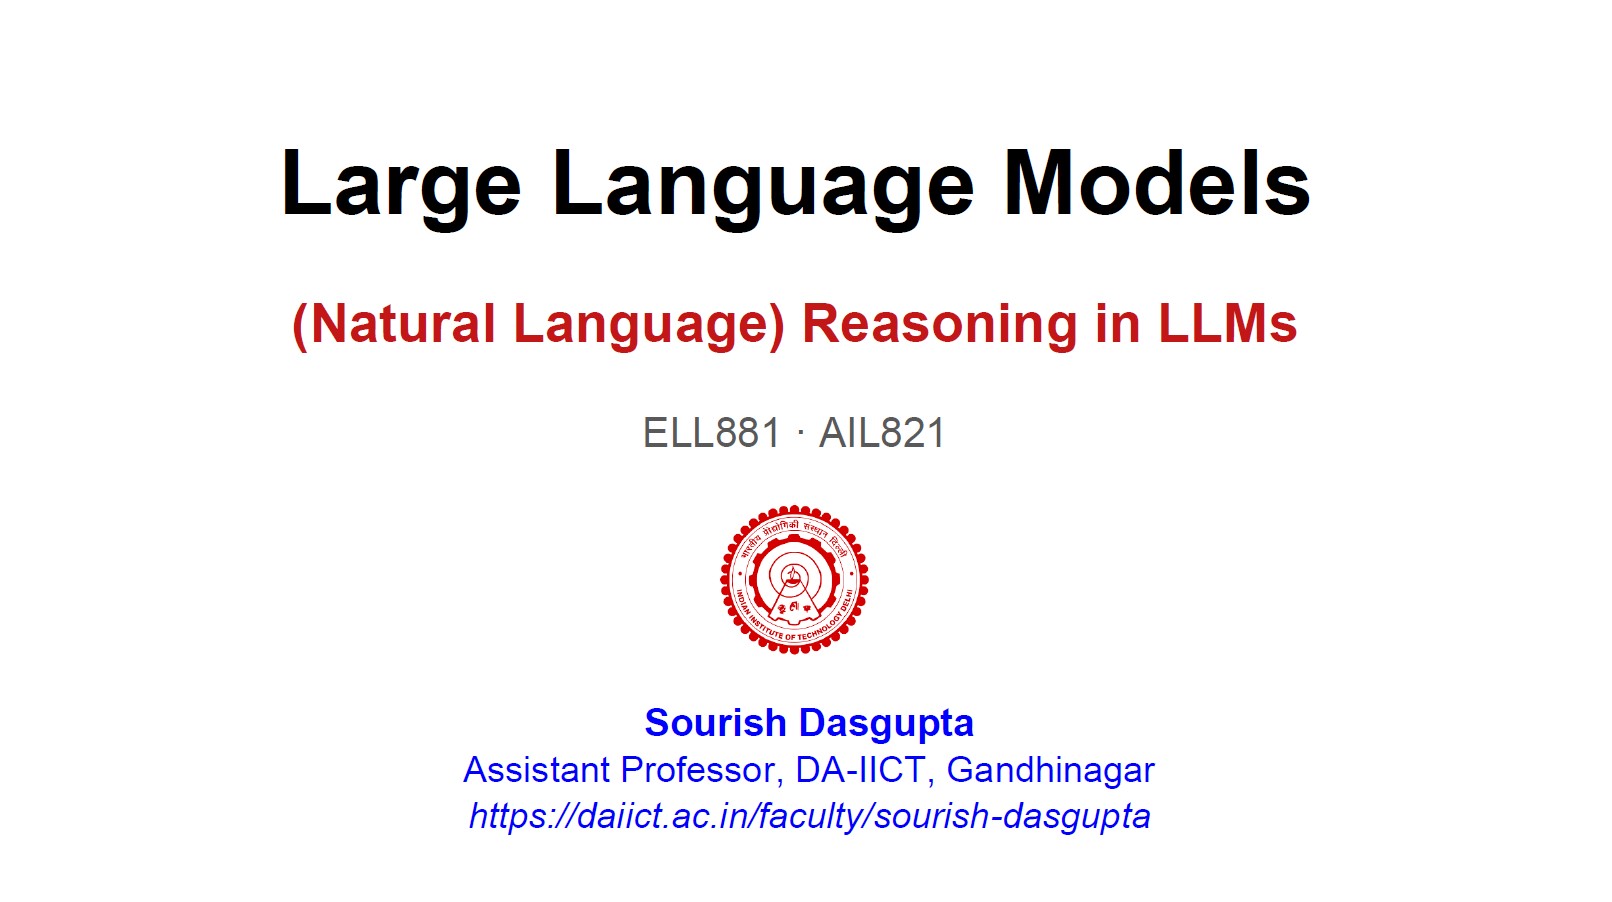 Large Language Models
(Natural Language) Reasoning in LLMs
ELL881 · AIL821
भारतीय प्रौद्योगिकी संस्थान दिल्ली
INDIAN INSTITUTE OF TECHNOLOGY DELHI
Sourish Dasgupta
Assistant Professor, DA-IICT, Gandhinagar
https://daiict.ac.in/faculty/sourish-dasgupta